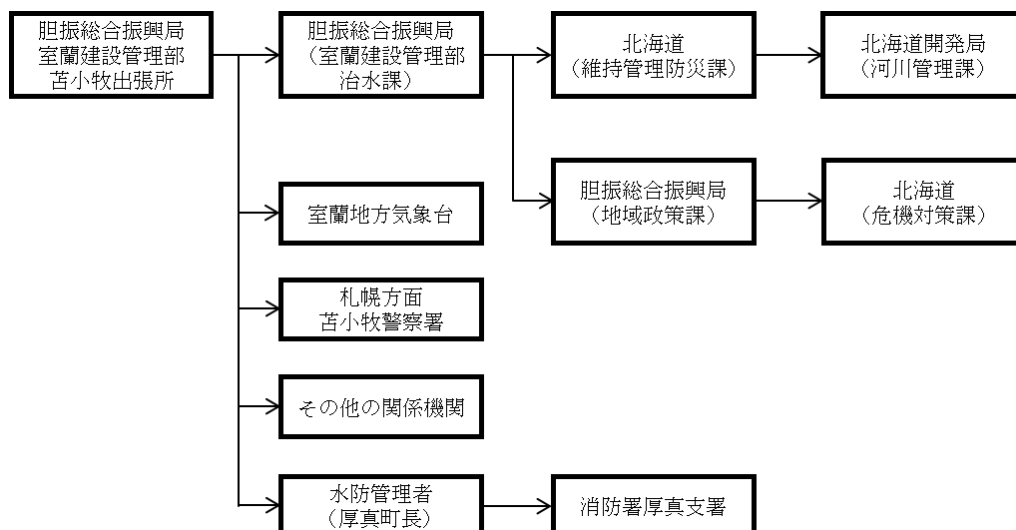 胆振総合振興局
室蘭建設管理部
苫小牧出張所
胆振総合振興局
（室蘭建設管理部
治水課）
北海道
（維持管理防災課）
北海道開発局
（河川管理課）
胆振総合振興局
（地域政策課）
北海道
（危機対策課）
室蘭地方気象台
札幌方面
苫小牧警察署
その他の関係機関
水防管理者
（厚真町長）
消防署厚真支署